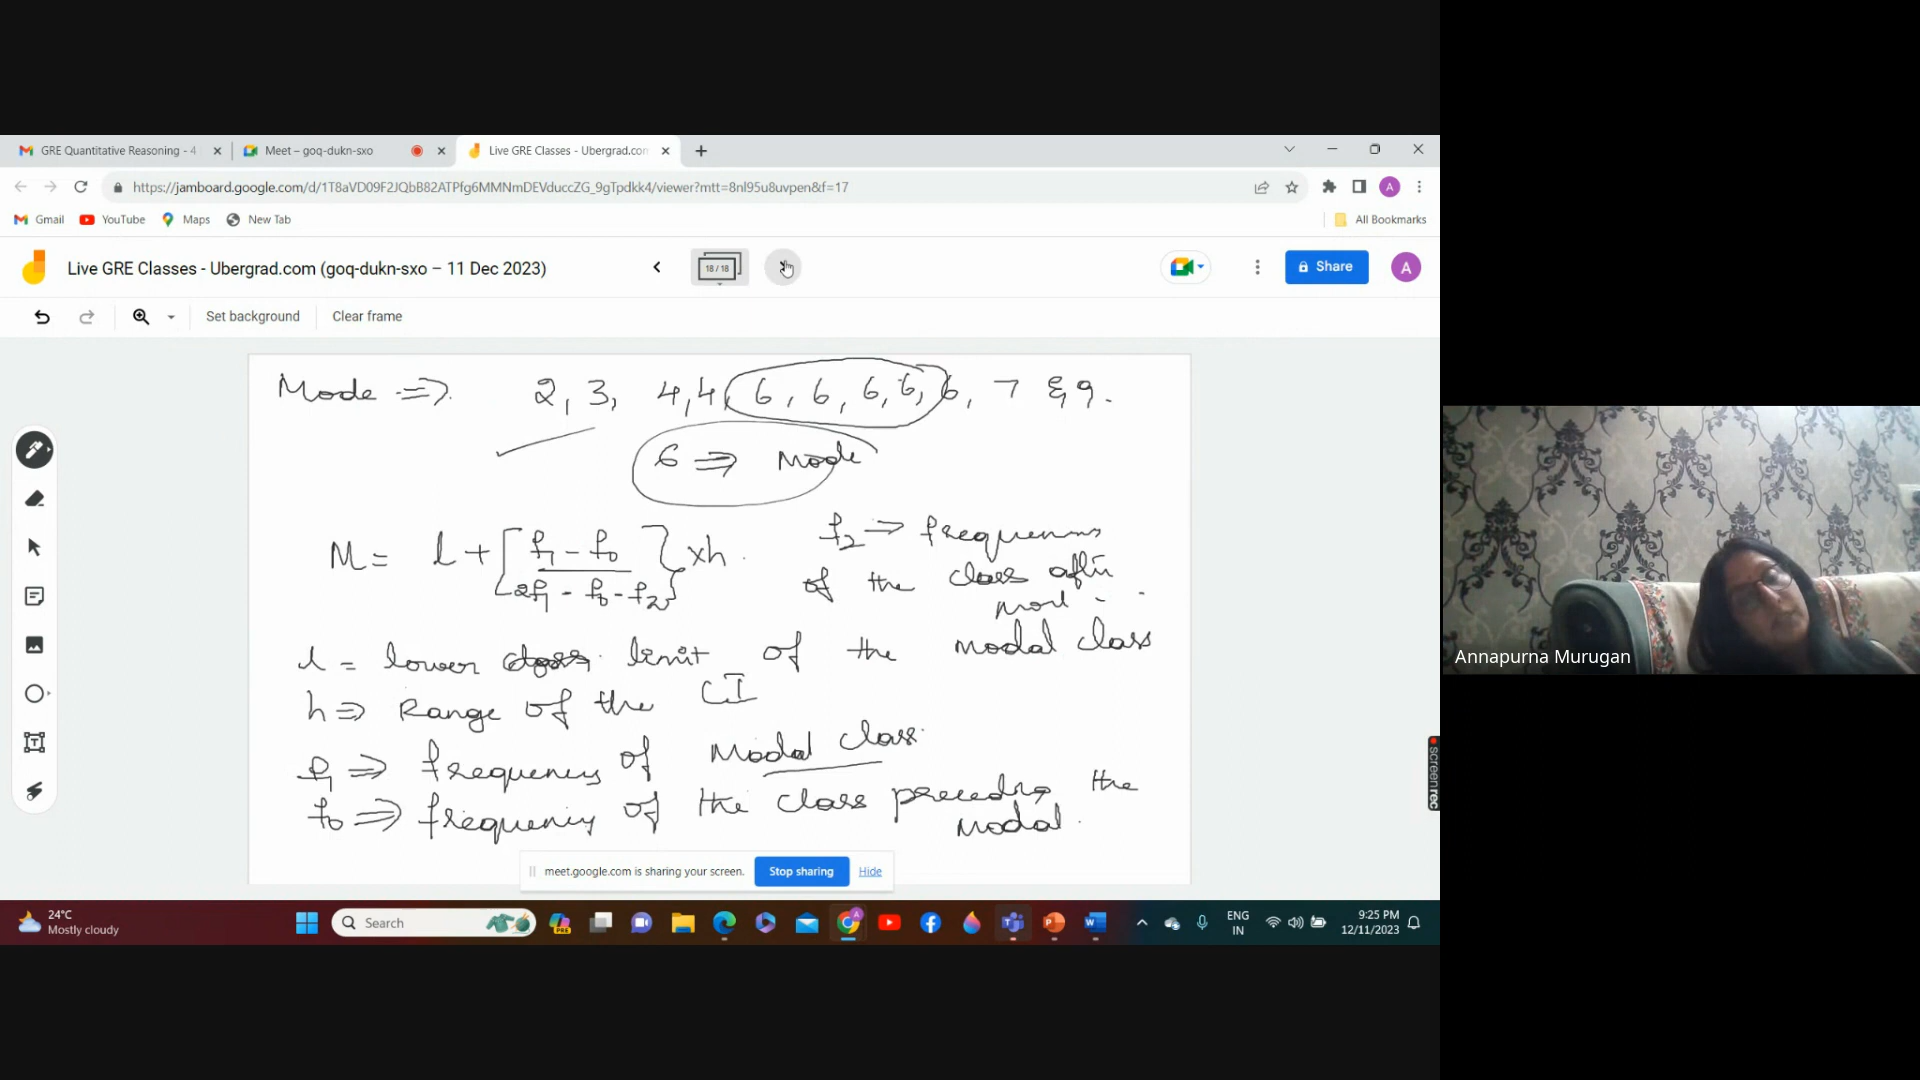 GRE Quantitative Reasoning - 4
Meet – goq-dukn-sxo
Live GRE Classes - Ubergrad.com
https://jamboard.google.com/d/1T8aVD09F2JQbB82ATPfg6MMNmDEVduccZG_9gTpdkk4/viewer?mtt=8nl95u8uvpen&f=17
A
Gmail YouTube Maps New Tab
All Bookmarks
Live GRE Classes - Ubergrad.com (goq-dukn-sxo – 11 Dec 2023)
18 / 18
Share
A
Set background Clear frame
Mode => 2, 3, 4, 4, 6, 6, 6, 6, 6, 7 & 9.
6 => Mode
M = l + [f1 - f0 / 2f1 - f0 - f2] xh.
f2 => frequency
of the class after
l = lower limit of the modal class
h => Range of the CI
f1 => frequency of Modal class.
f0 => frequency of the class preceding the
Modal.
meet.google.com is sharing your screen. Stop sharing Hide
Annapurna Murugan
screenrec
24°C
Mostly cloudy
Search
PRE
ENG
IN
9:25 PM
12/11/2023